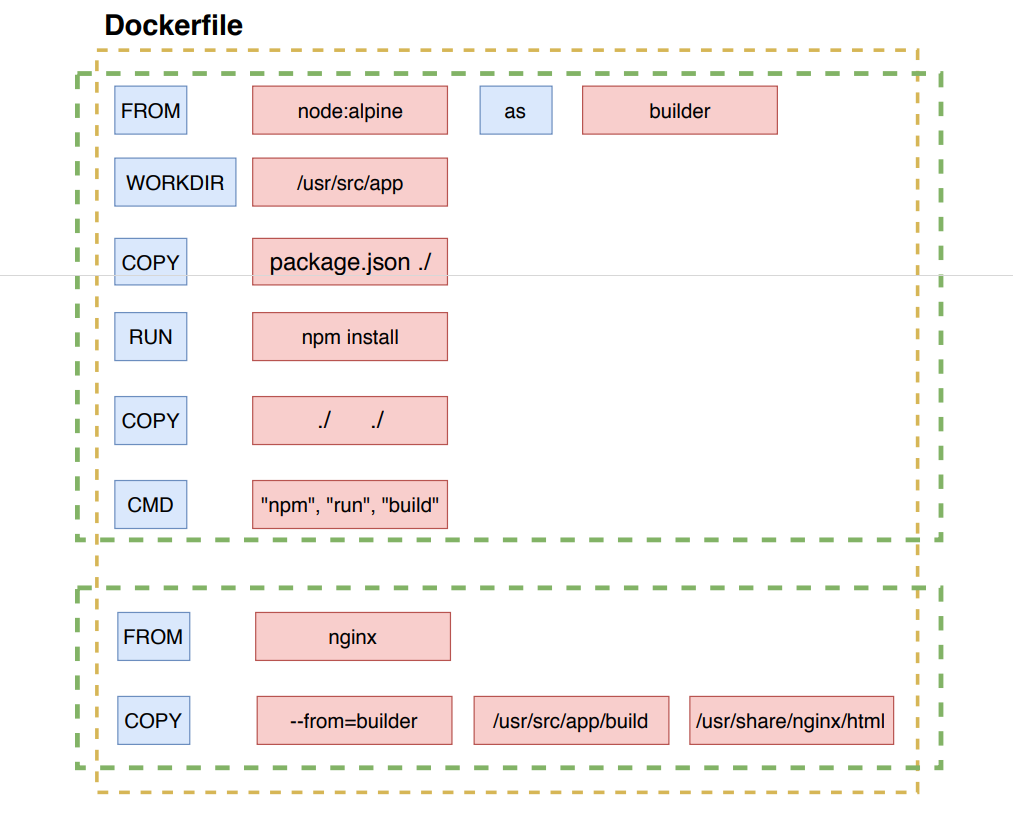 Dockerfile
FROM node:alpine as builder
WORKDIR /usr/src/app
COPY package.json ./
RUN npm install
COPY ./ ./
CMD "npm", "run", "build"
FROM nginx
COPY --from=builder /usr/src/app/build /usr/share/nginx/html